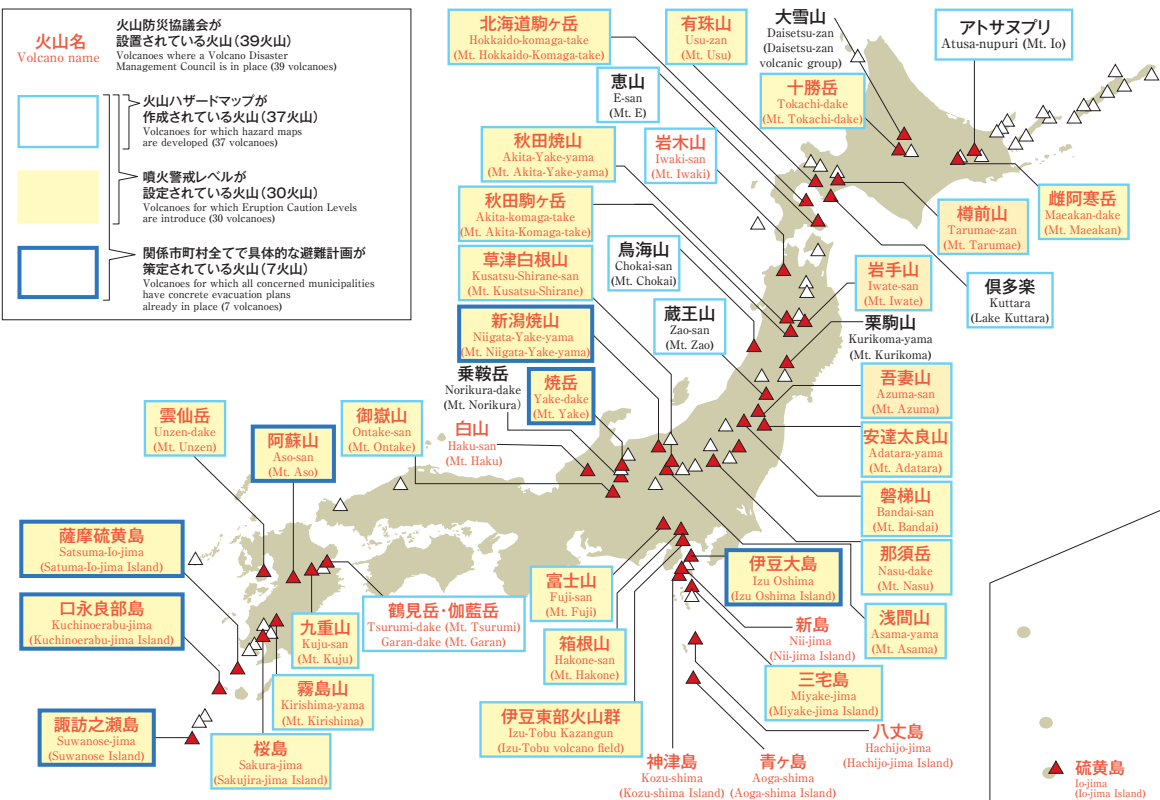 火山名
Volcano name
火山防災協議会が
設置されている火山（39火山）
Volcanoes where a Volcano Disaster
Management Council is in place (39 volcanoes)
火山ハザードマップが
作成されている火山（37火山）
Volcanoes for which hazard maps
are developed (37 volcanoes)
噴火警戒レベルが
設定されている火山（30火山）
Volcanoes for which Eruption Caution Levels
are introduce (30 volcanoes)
関係市町村全てで具体的な避難計画が
策定されている火山（7火山）
Volcanoes for which all concerned municipalities
have concrete evacuation plans
already in place (7 volcanoes)
北海道駒ヶ岳
Hokkaido-komaga-take
(Mt. Hokkaido-Komaga-take)
有珠山
Usu-zan
(Mt. Usu)
大雪山
Daisetsu-zan
(Daisetsu-zan
volcanic group)
アトサヌプリ
Atusa-nupuri (Mt. Io)
恵山
E-san
(Mt. E)
十勝岳
Tokachi-dake
(Mt. Tokachi-dake)
秋田焼山
Akita-Yake-yama
(Mt. Akita-Yake-yama)
岩木山
Iwaki-san
(Mt. Iwaki)
秋田駒ヶ岳
Akita-komaga-take
(Mt. Akita-Komaga-take)
樽前山
Tarumae-zan
(Mt. Tarumae)
雌阿寒岳
Maeakan-dake
(Mt. Maeakan)
草津白根山
Kusatsu-Shirane-san
(Mt. Kusatsu-Shirane)
鳥海山
Chokai-san
(Mt. Chokai)
岩手山
Iwate-san
(Mt. Iwate)
倶多楽
Kuttara
(Lake Kuttara)
新潟焼山
Niigata-Yake-yama
(Mt. Niigata-Yake-yama)
蔵王山
Zao-san
(Mt. Zao)
栗駒山
Kurikoma-yama
(Mt. Kurikoma)
乗鞍岳
Norikura-dake
(Mt. Norikura)
焼岳
Yake-dake
(Mt. Yake)
吾妻山
Azuma-san
(Mt. Azuma)
雲仙岳
Unzen-dake
(Mt. Unzen)
阿蘇山
Aso-san
(Mt. Aso)
御嶽山
Ontake-san
(Mt. Ontake)
白山
Haku-san
(Mt. Haku)
安達太良山
Adatara-yama
(Mt. Adatara)
磐梯山
Bandai-san
(Mt. Bandai)
薩摩硫黄島
Satsuma-Io-jima
(Satuma-Io-jima Island)
那須岳
Nasu-dake
(Mt. Nasu)
口永良部島
Kuchinoerabu-jima
(Kuchinoerabu-jima Island)
九重山
Kuju-san
(Mt. Kuju)
鶴見岳・伽藍岳
Tsurumi-dake (Mt. Tsurumi)
Garan-dake (Mt. Garan)
富士山
Fuji-san
(Mt. Fuji)
伊豆大島
Izu Oshima
(Izu Oshima Island)
浅間山
Asama-yama
(Mt. Asama)
箱根山
Hakone-san
(Mt. Hakone)
新島
Nii-jima
(Nii-jima Island)
霧島山
Kirishima-yama
(Mt. Kirishima)
三宅島
Miyake-jima
(Miyake-jima Island)
諏訪之瀬島
Suwanose-jima
(Suwanose Island)
桜島
Sakura-jima
(Sakujira-jima Island)
伊豆東部火山群
Izu-Tobu Kazangun
(Izu-Tobu volcano field)
八丈島
Hachijo-jima
(Hachijo-jima Island)
神津島
Kozu-shima
(Kozu-shima Island)
青ヶ島
Aoga-shima
(Aoga-shima Island)
硫黄島
Io-jima
(Io-jima Island)